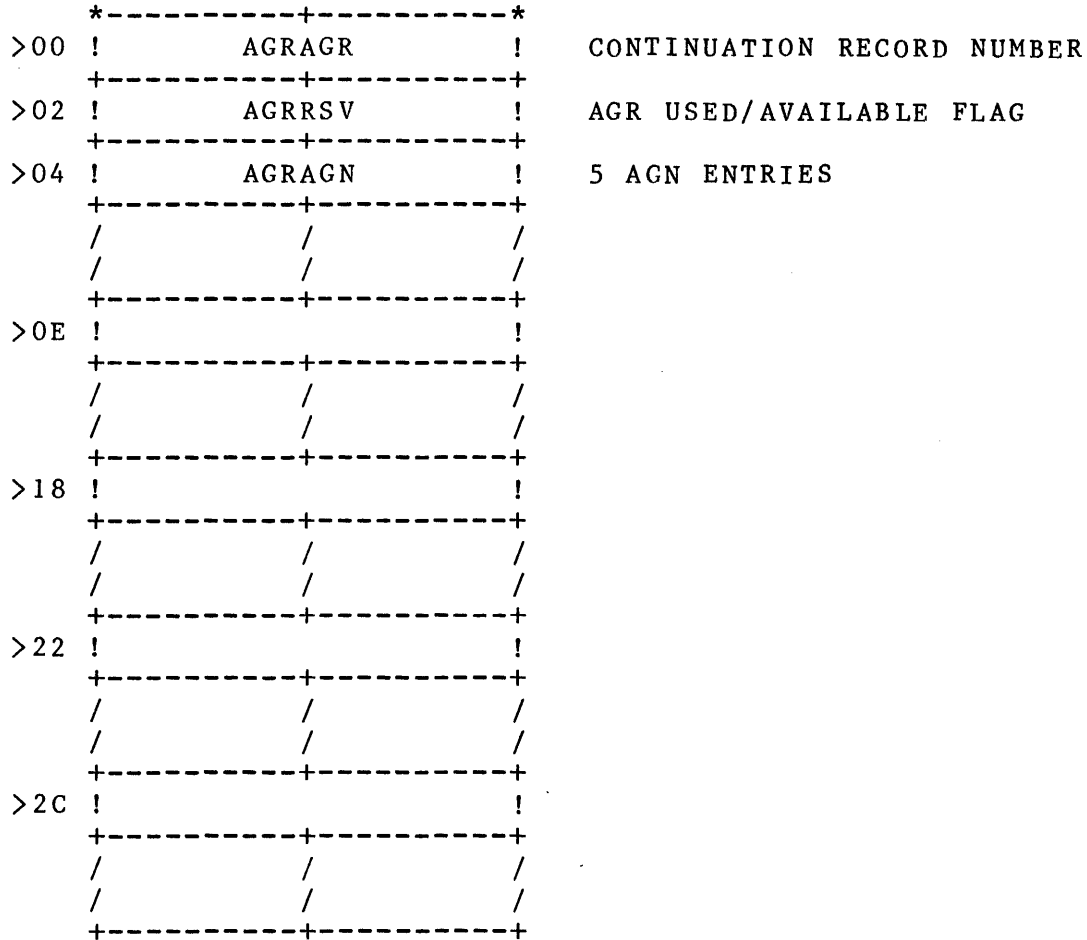 *----------+----------*
>00 ! AGRAGR ! CONTINUATION RECORD NUMBER
+----------+----------+
>02 ! AGRRSV ! AGR USED/AVAILABLE FLAG
+----------+----------+
>04 ! AGRAGN ! 5 AGN ENTRIES
+----------+----------+
/ / /
/ / /
+----------+----------+
>0E ! !
+----------+----------+
/ / /
/ / /
+----------+----------+
>18 ! !
+----------+----------+
/ / /
/ / /
+----------+----------+
>22 ! !
+----------+----------+
/ / /
/ / /
+----------+----------+
>2C ! !
+----------+----------+
/ / /
/ / /
+----------+----------+